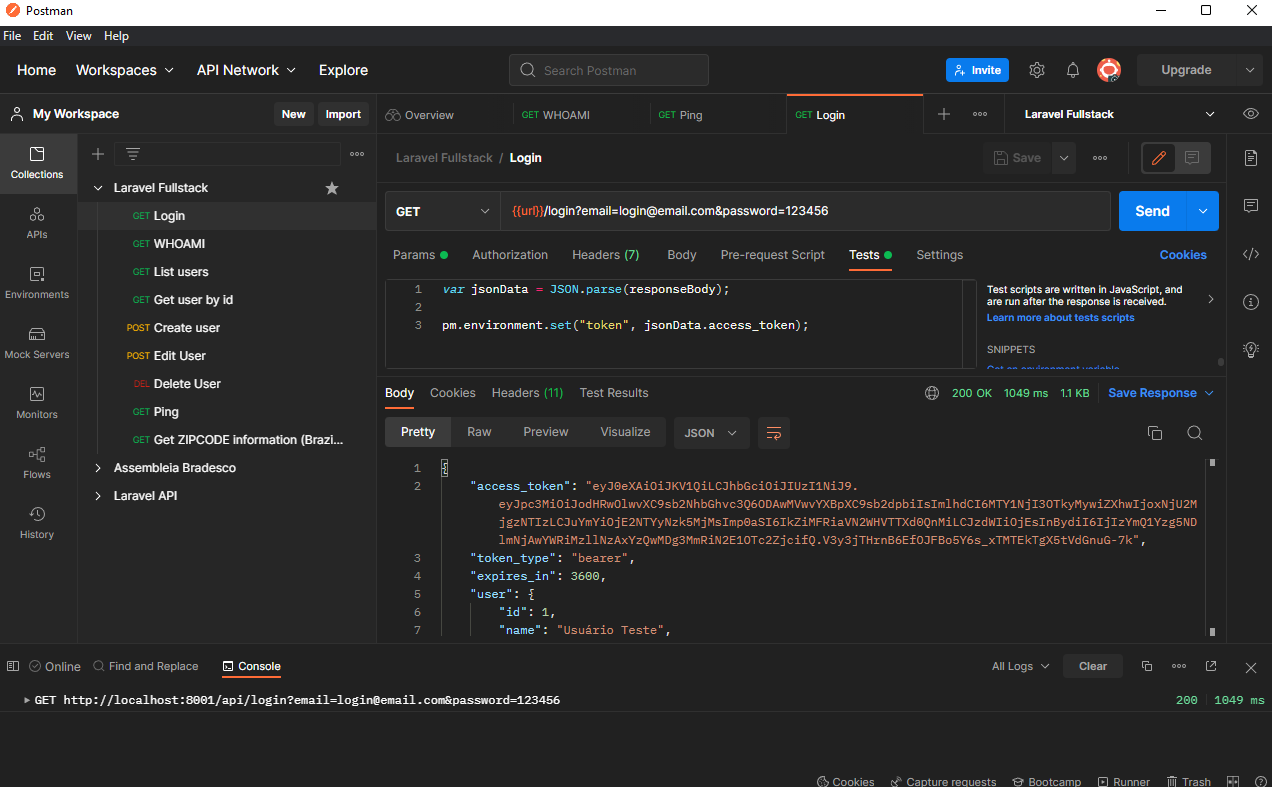 Postman
File Edit View Help
Home Workspaces API Network Explore Search Postman Invite Upgrade
My Workspace New Import
Overview GET WHOAMI GET Ping GET Login Laravel Fullstack
Collections
APIs
Environments
Mock Servers
Monitors
Flows
History
Laravel Fullstack
GET Login
GET WHOAMI
GET List users
GET Get user by id
POST Create user
POST Edit User
DEL Delete User
GET Ping
GET Get ZIPCODE information (Brazi...
Assembleia Bradesco
Laravel API
Laravel Fullstack / Login Save
GET {{url}}/login?email=login@email.com&password=123456 Send
Params Authorization Headers (7) Body Pre-request Script Tests Settings Cookies
1 var jsonData = JSON.parse(responseBody);
2
3 pm.environment.set("token", jsonData.access_token);
Test scripts are written in JavaScript, and
are run after the response is received.
Learn more about tests scripts
SNIPPETS
Get an environment variable
Body Cookies Headers (11) Test Results 200 OK 1049 ms 1.1 KB Save Response
Pretty Raw Preview Visualize JSON
1 {
2 "access_token": "eyJ0eXAiOiJKV1QiLCJhbGciOiJIUzI1NiJ9.
3 "token_type": "bearer",
4 "expires_in": 3600,
5 "user": {
6 "id": 1,
7 "name": "Usuário Teste",
Online Find and Replace Console All Logs Clear
GET http://localhost:8001/api/login?email=login@email.com&password=123456 200 1049 ms
Cookies Capture requests Bootcamp Runner Trash